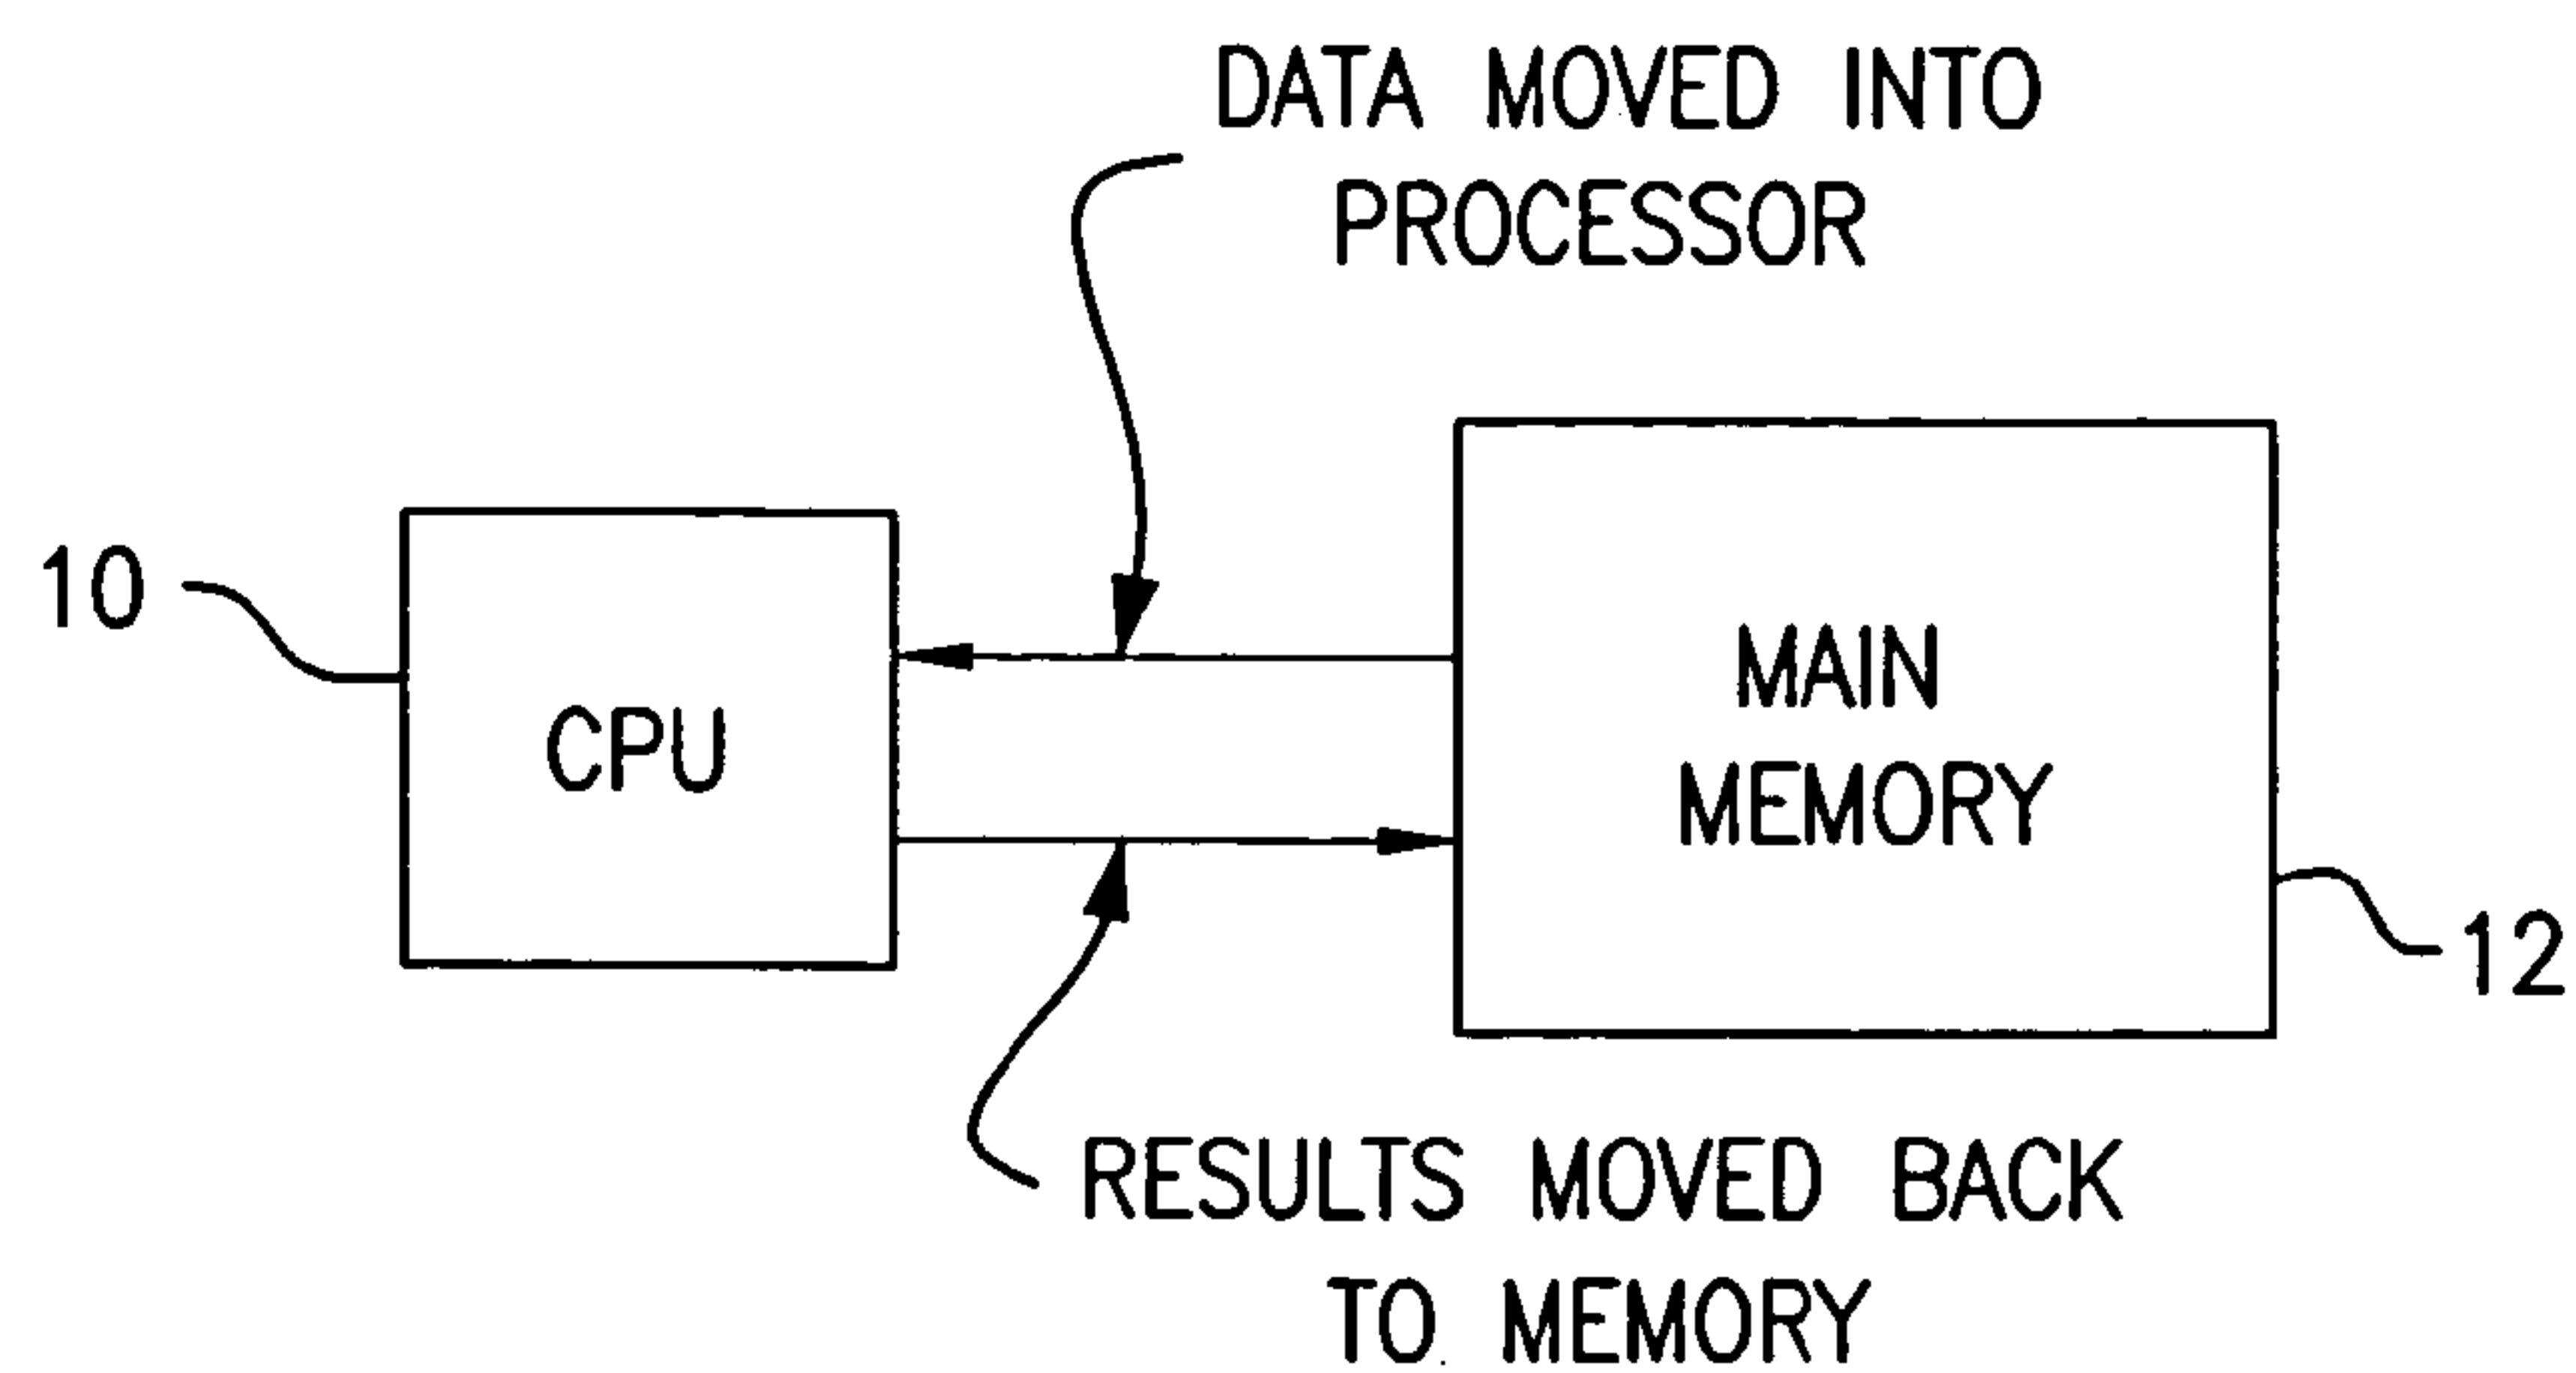 DATA MOVED INTO
PROCESSOR
10
CPU
MAIN
MEMORY
12
RESULTS MOVED BACK
TO MEMORY